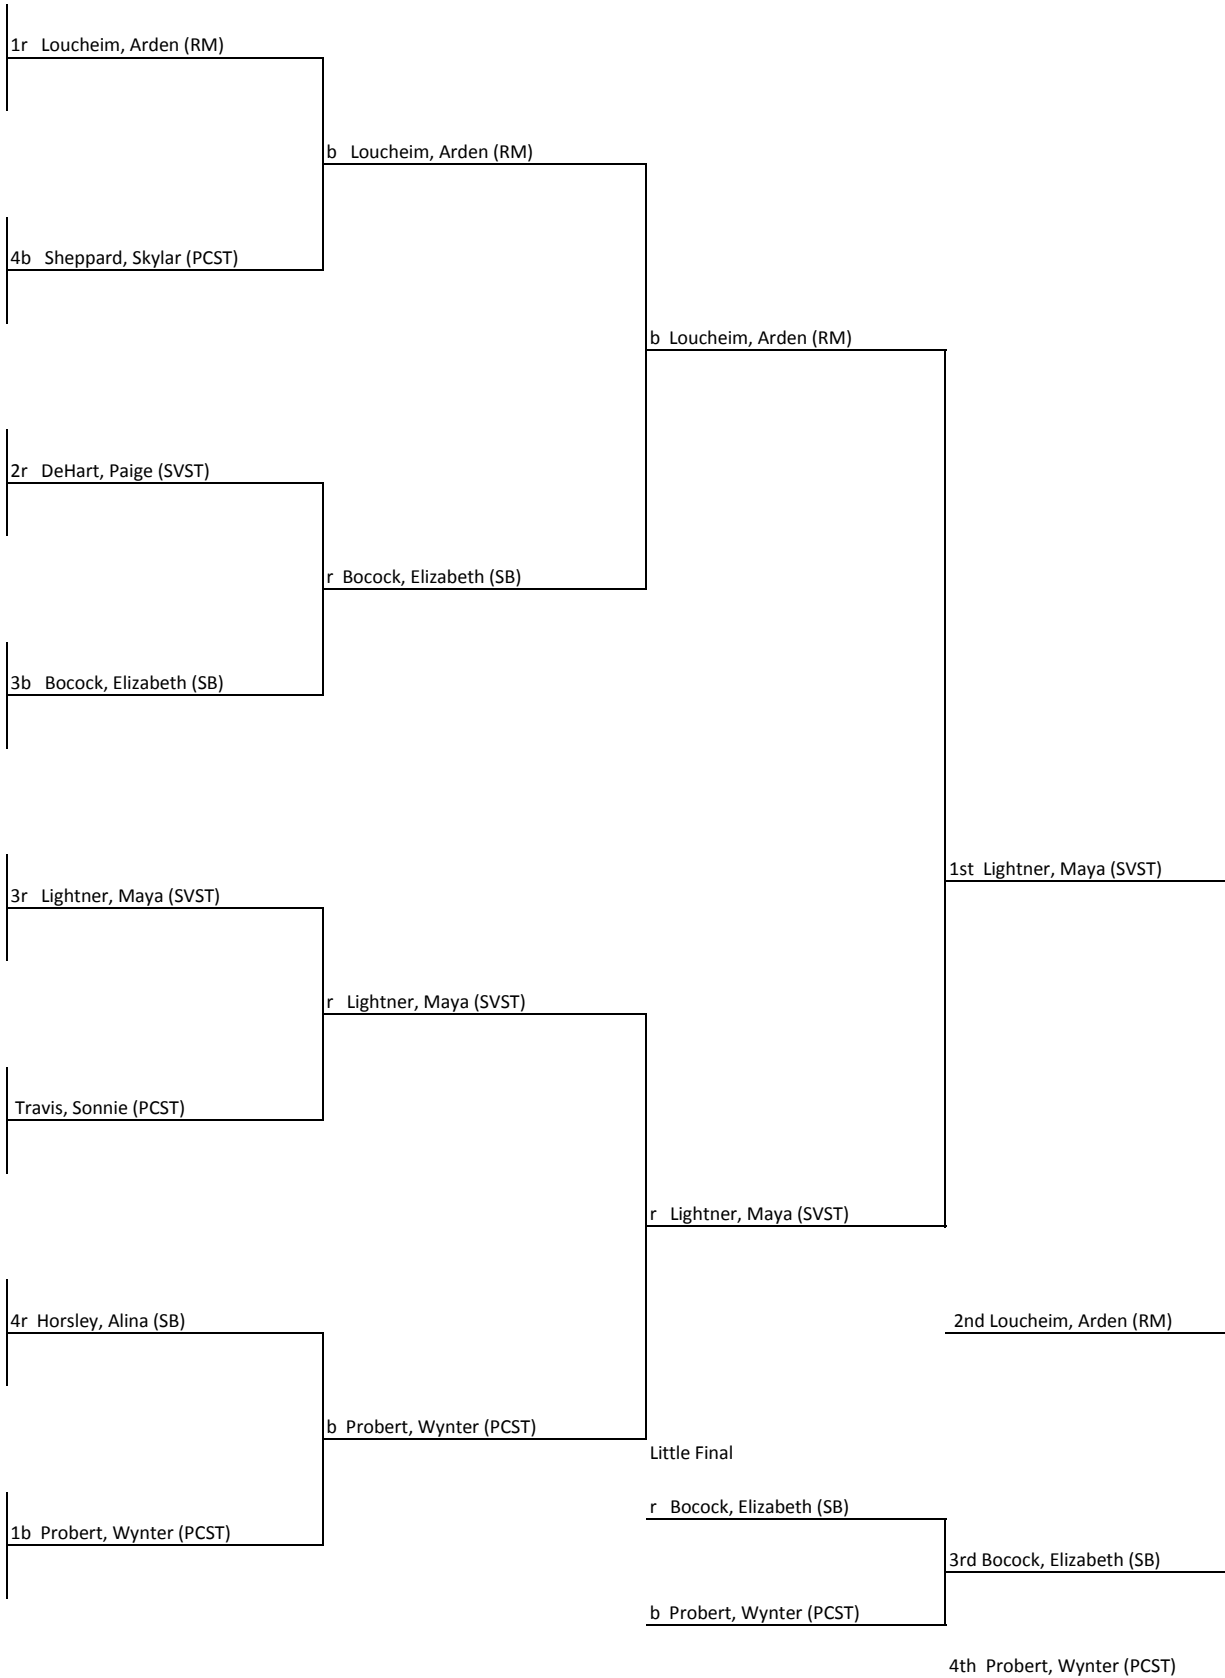 1r Loucheim, Arden (RM)
b Loucheim, Arden (RM)
4b Sheppard, Skylar (PCST)
b Loucheim, Arden (RM)
2r DeHart, Paige (SVST)
r Bocock, Elizabeth (SB)
3b Bocock, Elizabeth (SB)
1st Lightner, Maya (SVST)
3r Lightner, Maya (SVST)
r Lightner, Maya (SVST)
Travis, Sonnie (PCST)
r Lightner, Maya (SVST)
4r Horsley, Alina (SB)
2nd Loucheim, Arden (RM)
b Probert, Wynter (PCST)
Little Final
r Bocock, Elizabeth (SB)
1b Probert, Wynter (PCST)
3rd Bocock, Elizabeth (SB)
b Probert, Wynter (PCST)
4th Probert, Wynter (PCST)